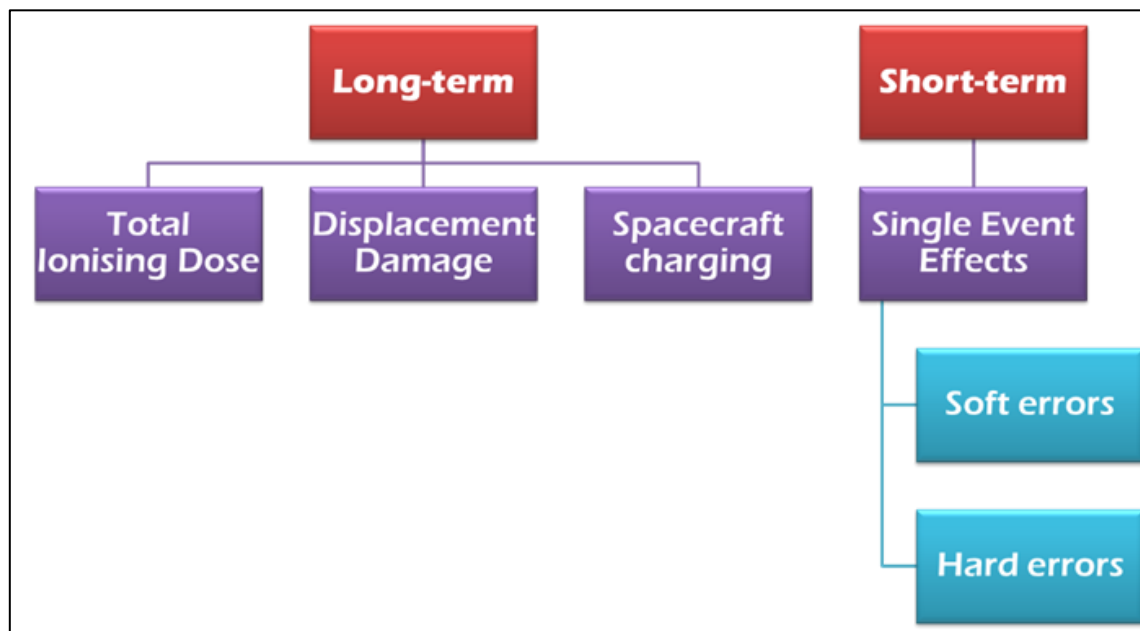 Long-term
Short-term
Total
Ionising Dose
Displacement
Damage
Spacecraft
charging
Single Event
Effects
Soft errors
Hard errors